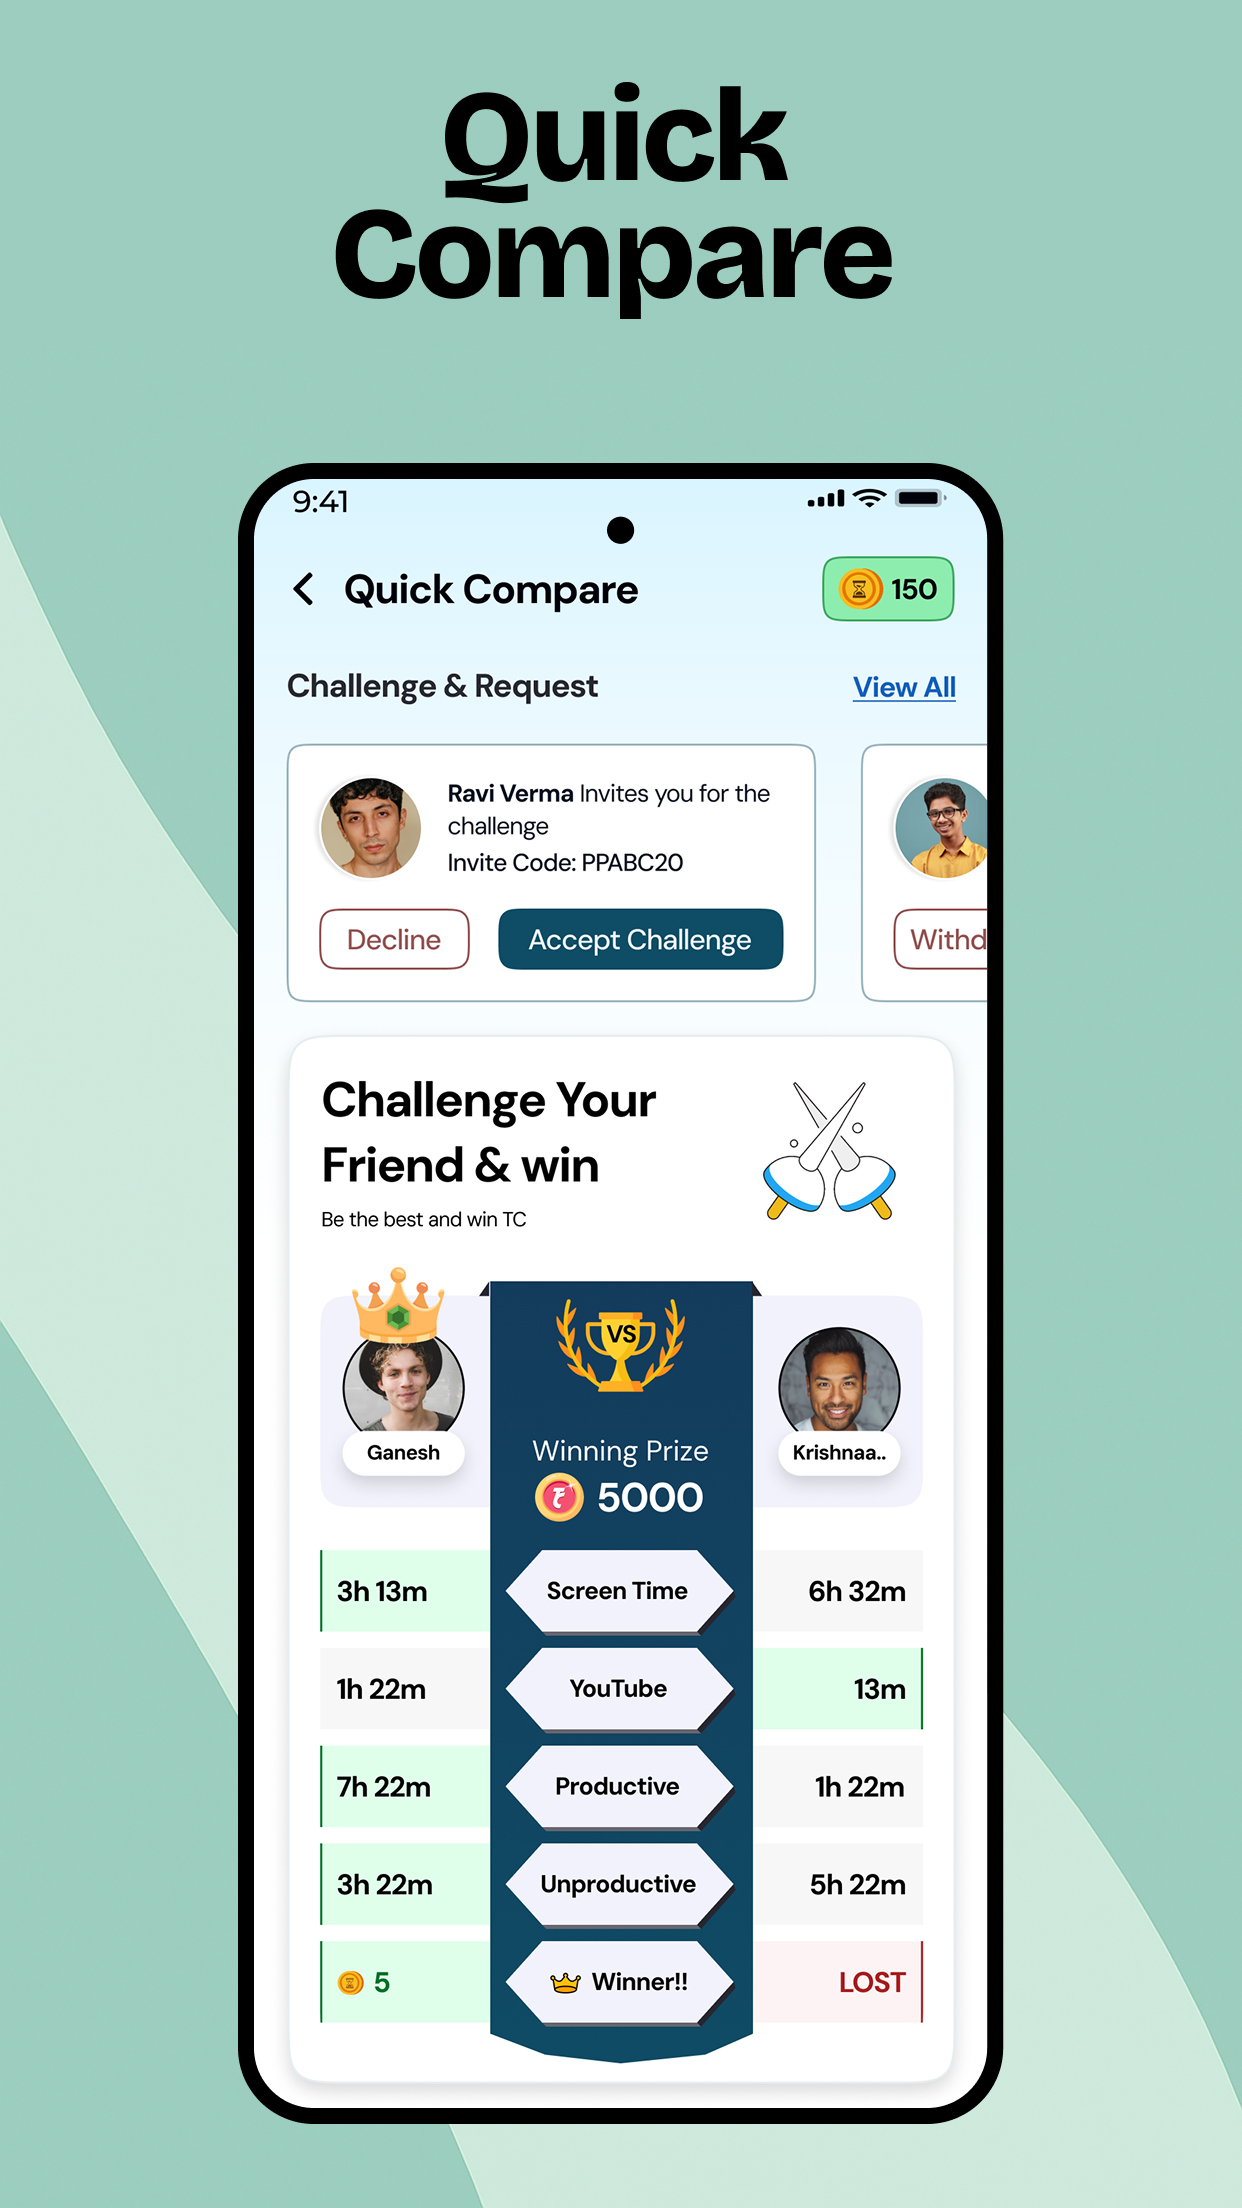 Quick
Compare
9:41
Quick Compare
150
Challenge & Request
View All
Ravi Verma Invites you for the
challenge
Invite Code: PPABC20
Decline
Accept Challenge
Withd
Challenge Your
Friend & win
Be the best and win TC
VS
Ganesh
Krishnaa..
Winning Prize
5000
3h 13m Screen Time 6h 32m
1h 22m YouTube 13m
7h 22m Productive 1h 22m
3h 22m Unproductive 5h 22m
5 Winner!! LOST